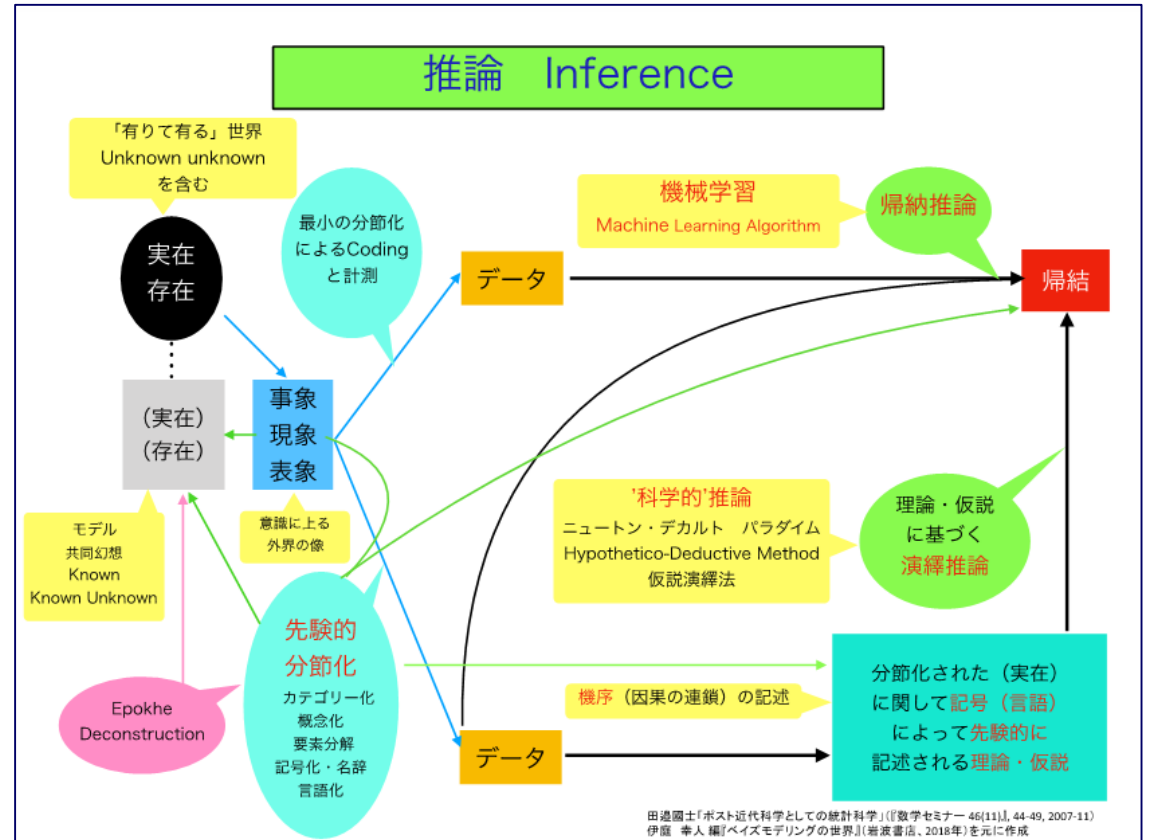 推論　Inference
「有りて有る」世界
Unknown unknown
を含む
実在
存在
最小の分節化
によるCoding
と計測
機械学習
Machine Learning Algorithm
帰納推論
データ
帰結
（実在）
（存在）
事象
現象
表象
モデル
共同幻想
Known
Known Unknown
意識に上る
外界の像
'科学的'推論
ニュートン・デカルト　パラダイム
Hypothetico-Deductive Method
仮説演繹法
理論・仮説
に基づく
演繹推論
先験的
分節化
カテゴリー化
概念化
要素分解
記号化・名辞
言語化
Epokhe
Deconstruction
機序（因果の連鎖）の記述
データ
分節化された（実在）
に関して記号（言語）
によって先験的に
記述される理論・仮説
田邉國士「ポスト近代科学としての統計科学」(『数学セミナー 46(11)』, 44-49, 2007-11)
伊庭　幸人 編『ベイズモデリングの世界』(岩波書店、2018年)を元に作成